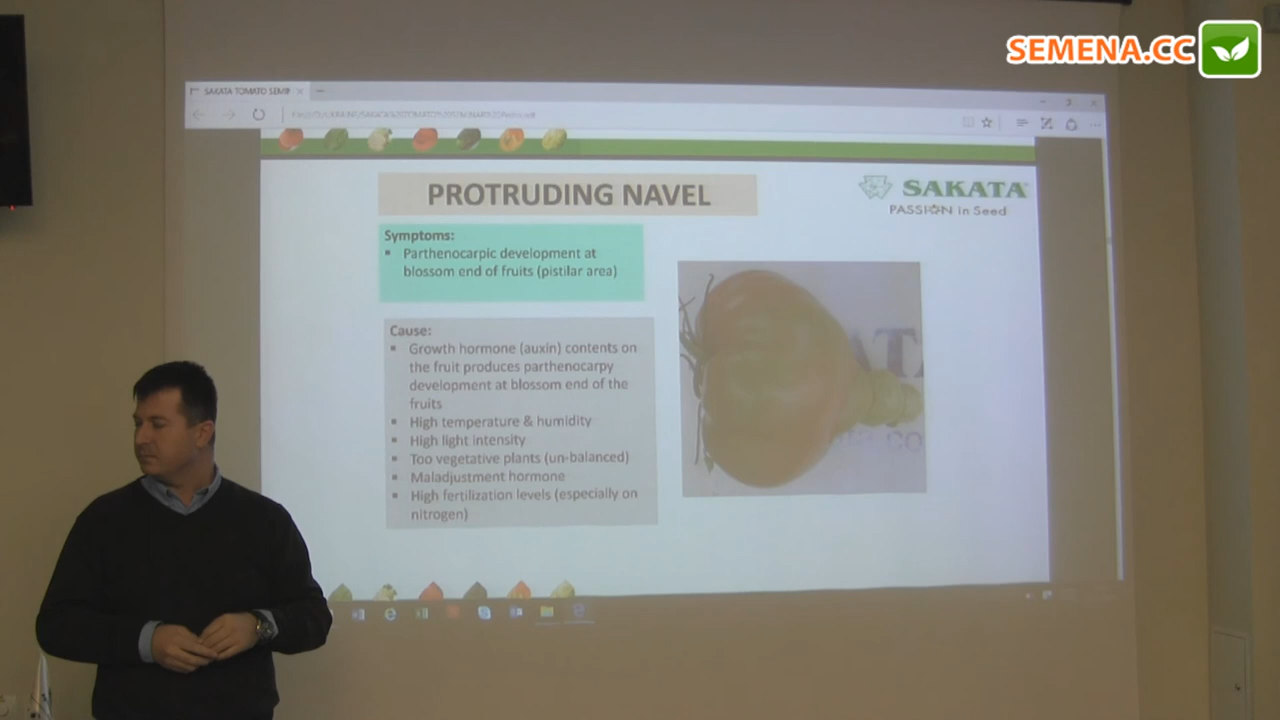 SEMENA.CC
SAKATA TOMATO SEMIN
PROTRUDING NAVEL
SAKATA
PASSION in Seed
Symptoms:
▪ Parthenocarpic development at
blossom end of fruits (pistilar area)
Cause:
▪ Growth hormone (auxin) contents on
the fruit produces parthenocarpy
development at blossom end of the
fruits
▪ High temperature & humidity
▪ High light intensity
▪ Too vegetative plants (un-balanced)
▪ Maladjustment hormone
▪ High fertilization levels (especially on
nitrogen)